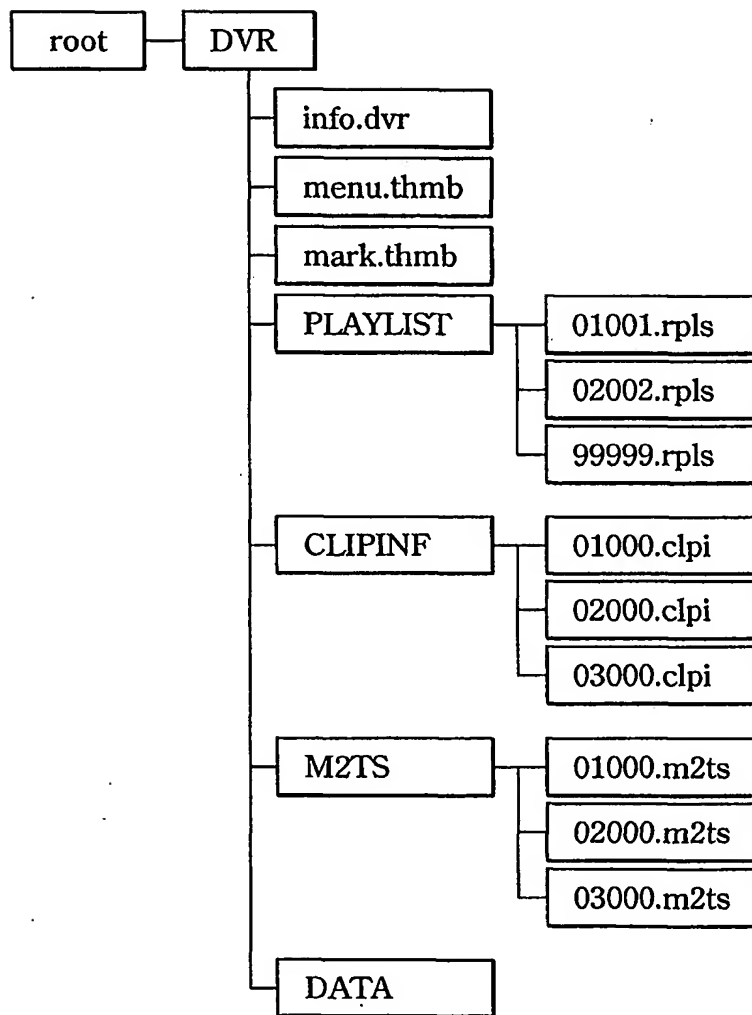 root DVR
info.dvr
menu.thmb
mark.thmb
PLAYLIST 01001.rpls
02002.rpls
99999.rpls
CLIPINF 01000.clpi
02000.clpi
03000.clpi
M2TS 01000.m2ts
02000.m2ts
03000.m2ts
DATA